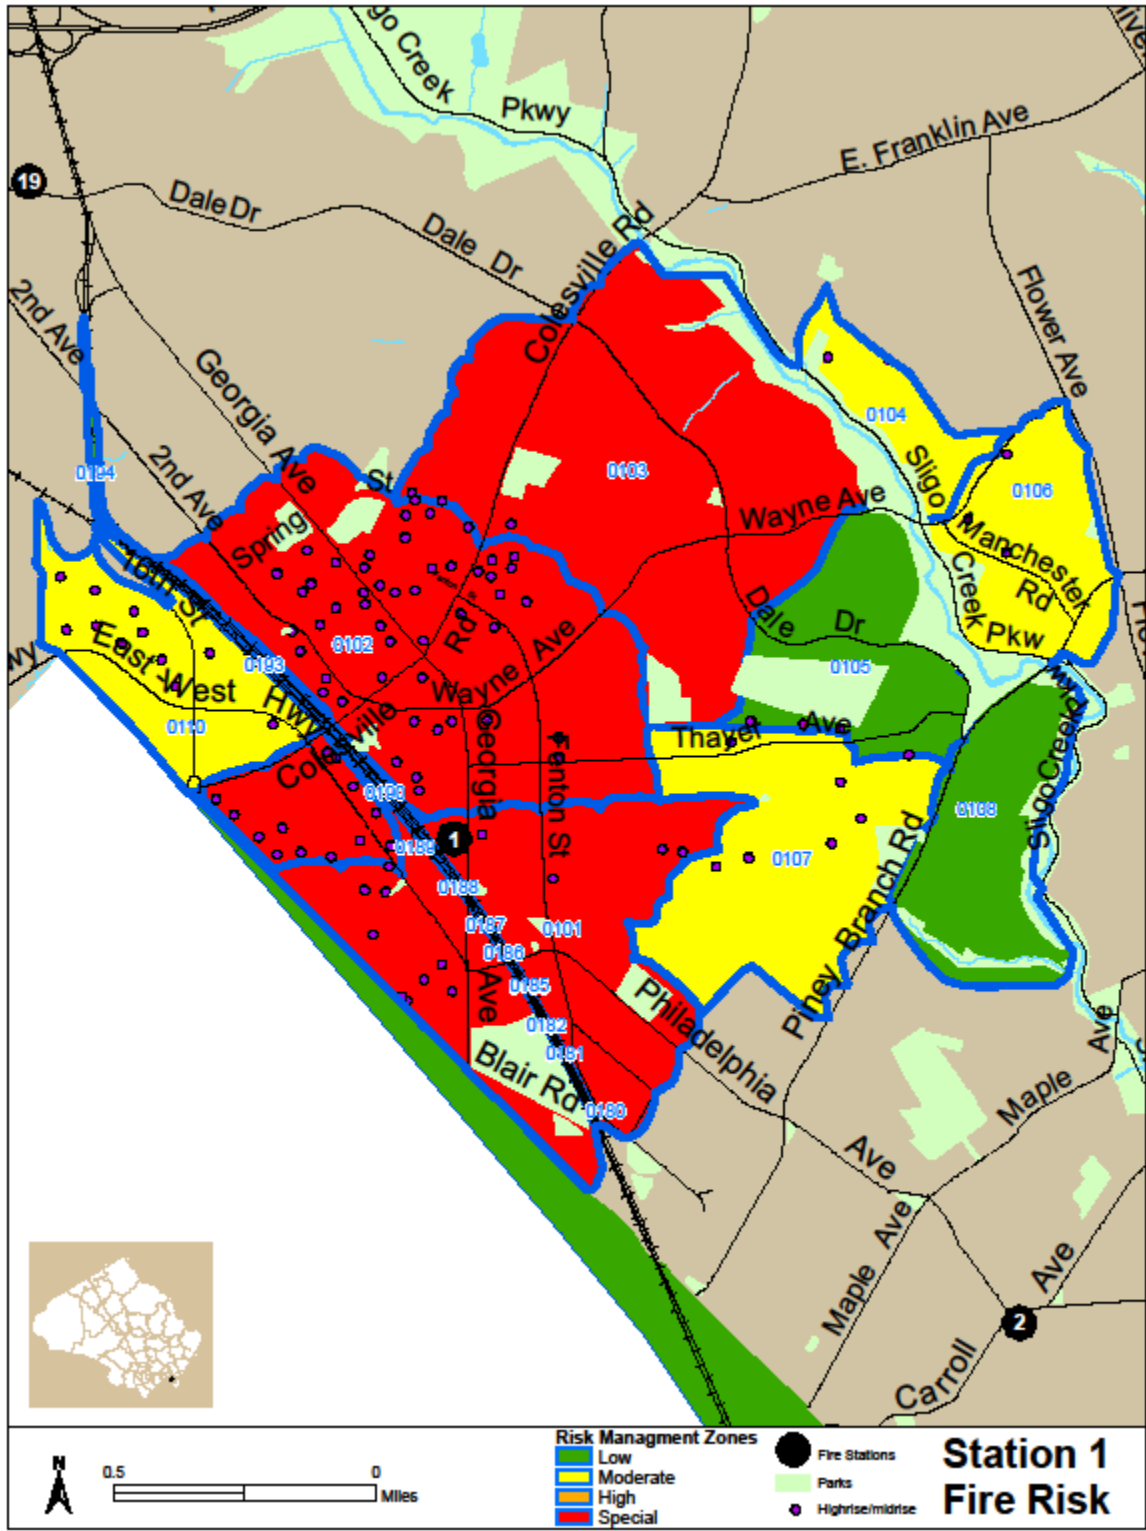 go Creek
Pkwy
E. Franklin Ave
19
Dale Dr
Dale Dr
Colesville Rd
2nd Ave
Flower Ave
Georgia Ave
0104
0194
2nd Ave
St
0103
Sligo
0106
Spring
Wayne Ave
Manchester
Rd
Creek
Pkw
16th St
Dale
Dr
0102
Rd
Ave
0193
0105
East West
Hwy
wy
Wayne
0110
Colesville
Georgia
Thayer Ave
Fenton St
Sligo Creek
0190
0108
0189
1
0107
0188
Piney Branch Rd
0187
0101
0186
0185
Ave
0182
Philadelphia
0181
Blair Rd
0180
Ave
Maple
Ave
Maple Ave
Ave
2
Carroll
N
0.5 0
Miles
Risk Managment Zones
Low
Moderate
High
Special
Fire Stations
Parks
Highrise/midrise
Station 1
Fire Risk